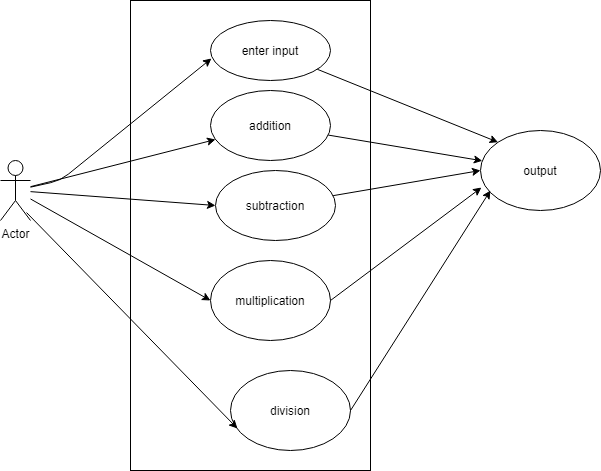 enter input
addition
output
subtraction
Actor
multiplication
division